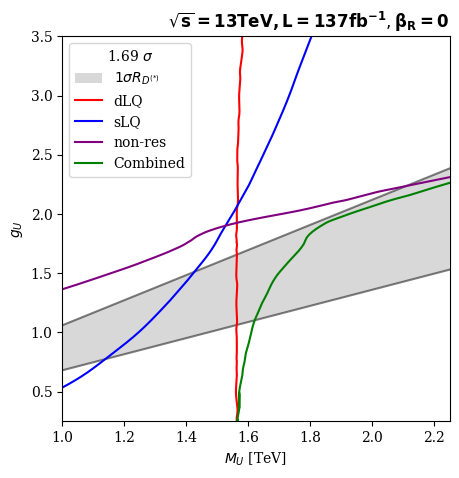 √s = 13TeV, L = 137fb⁻¹, β_R = 0
1.69 σ
1σR_D(*)
dLQ
sLQ
non-res
Combined
3.5
3.0
2.5
2.0
1.5
1.0
0.5
g_U
1.0 1.2 1.4 1.6 1.8 2.0 2.2
M_U [TeV]